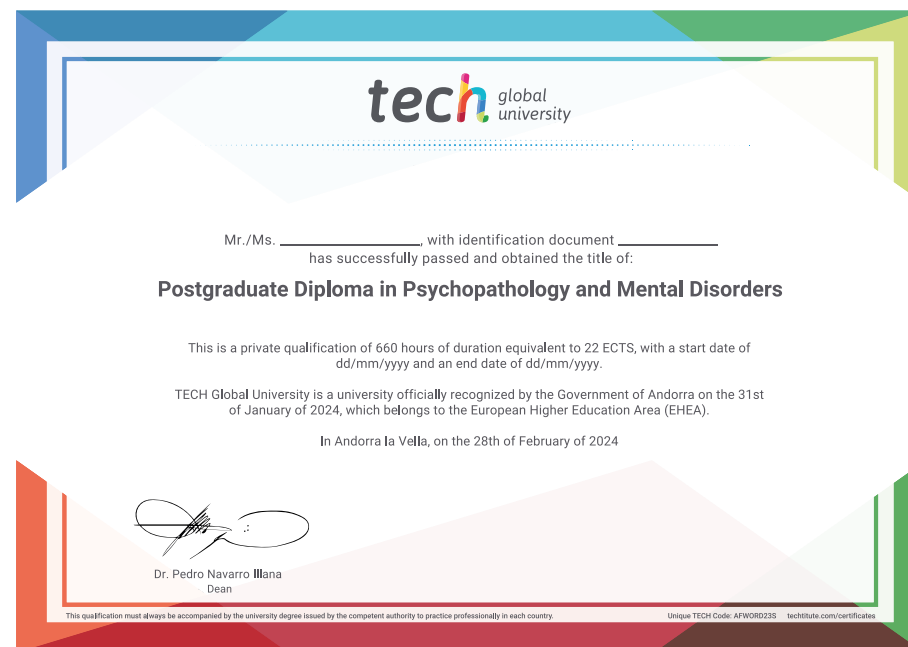 tech global university
Mr./Ms. ____________________, with identification document ______________
has successfully passed and obtained the title of:
Postgraduate Diploma in Psychopathology and Mental Disorders
This is a private qualification of 660 hours of duration equivalent to 22 ECTS, with a start date of
dd/mm/yyyy and an end date of dd/mm/yyyy.
TECH Global University is a university officially recognized by the Government of Andorra on the 31st
of January of 2024, which belongs to the European Higher Education Area (EHEA).
In Andorra la Vella, on the 28th of February of 2024
Dr. Pedro Navarro Illana
Dean
This qualification must always be accompanied by the university degree issued by the competent authority to practice professionally in each country.
Unique TECH Code: AFWORD23S techtitute.com/certificates